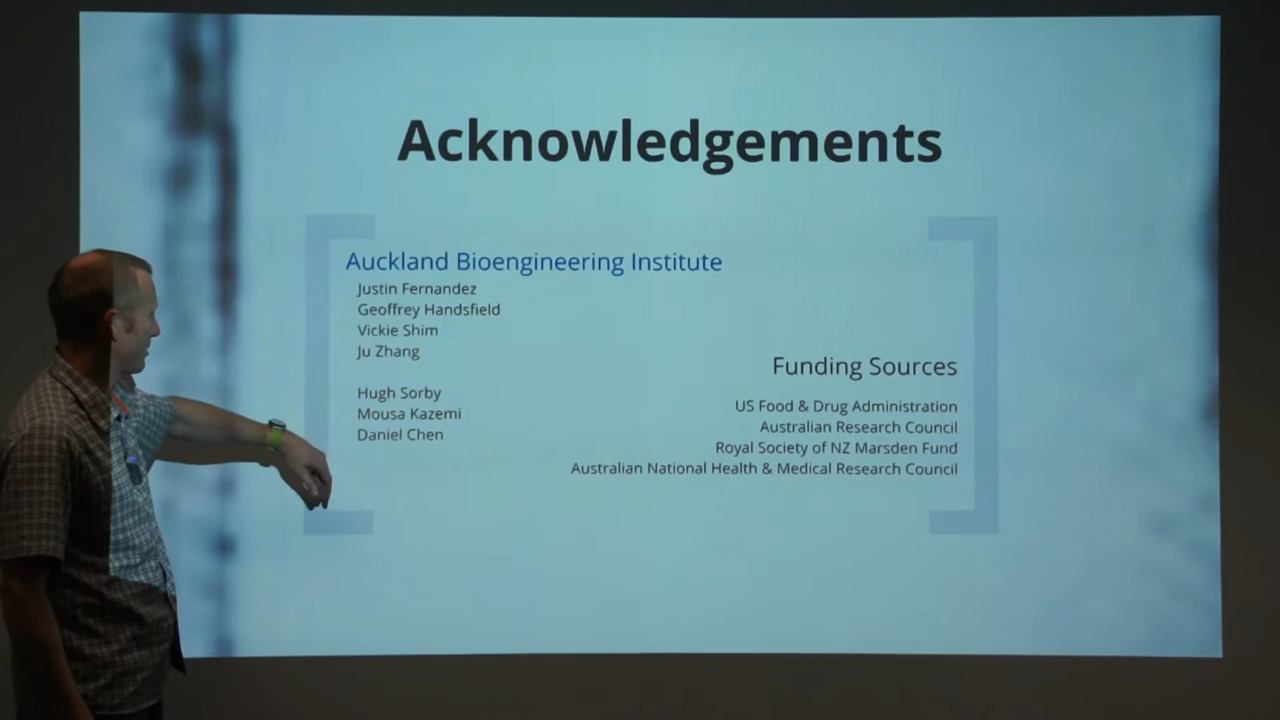 Acknowledgements
Auckland Bioengineering Institute
Justin Fernandez
Geoffrey Handsfield
Vickie Shim
Ju Zhang
Hugh Sorby
Mousa Kazemi
Daniel Chen
Funding Sources
US Food & Drug Administration
Australian Research Council
Royal Society of NZ Marsden Fund
Australian National Health & Medical Research Council